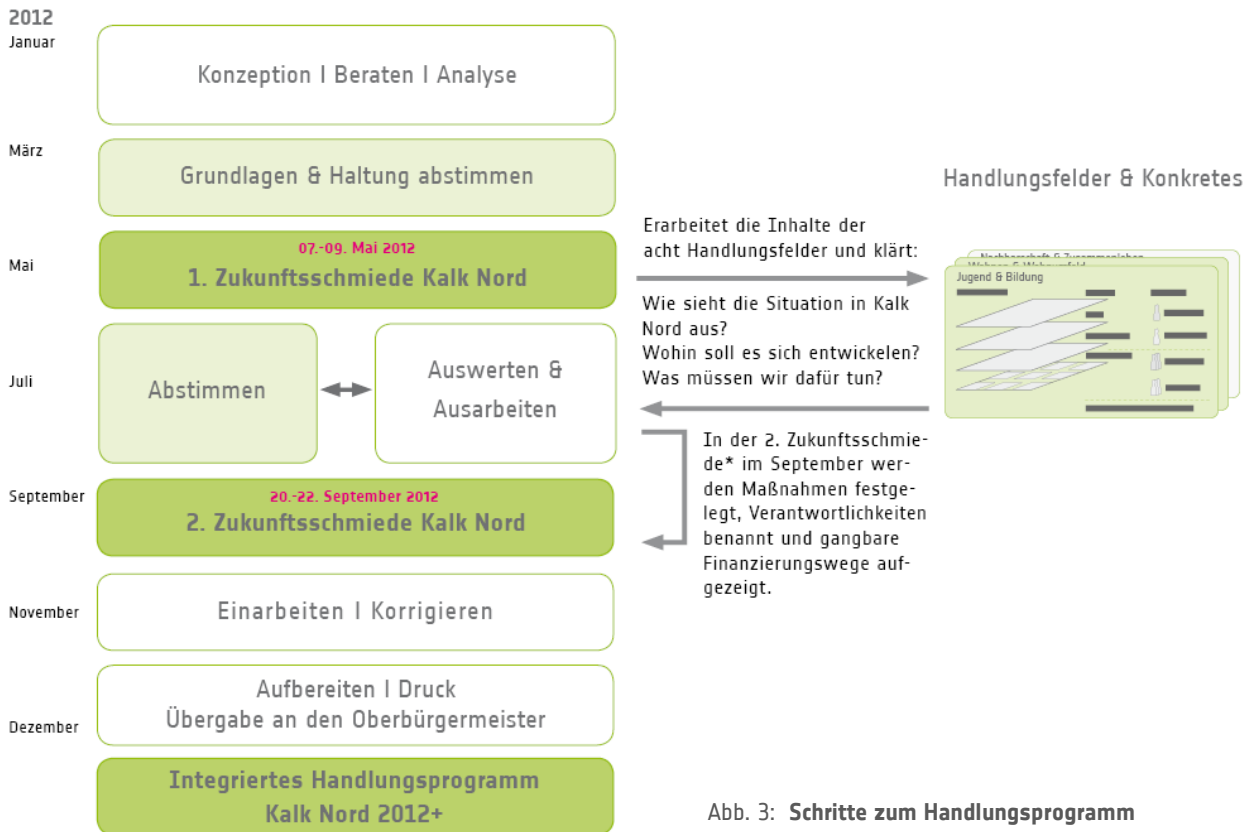 2012
Januar
Konzeption | Beraten | Analyse
März
Grundlagen & Haltung abstimmen
Mai
07.-09. Mai 2012
1. Zukunftsschmiede Kalk Nord
Juli
Abstimmen
Auswerten &
Ausarbeiten
September
20.-22. September 2012
2. Zukunftsschmiede Kalk Nord
November
Einarbeiten | Korrigieren
Dezember
Aufbereiten | Druck
Übergabe an den Oberbürgermeister
Integriertes Handlungsprogramm
Kalk Nord 2012+
Erarbeitet die Inhalte der
acht Handlungsfelder und klärt:
Wie sieht die Situation in Kalk
Nord aus?
Wohin soll es sich entwickelen?
Was müssen wir dafür tun?
In der 2. Zukunftsschmie-
de* im September wer-
den Maßnahmen festge-
legt, Verantwortlichkeiten
benannt und gangbare
Finanzierungswege auf-
gezeigt.
Handlungsfelder & Konkretes
Jugend & Bildung
Abb. 3: Schritte zum Handlungsprogramm